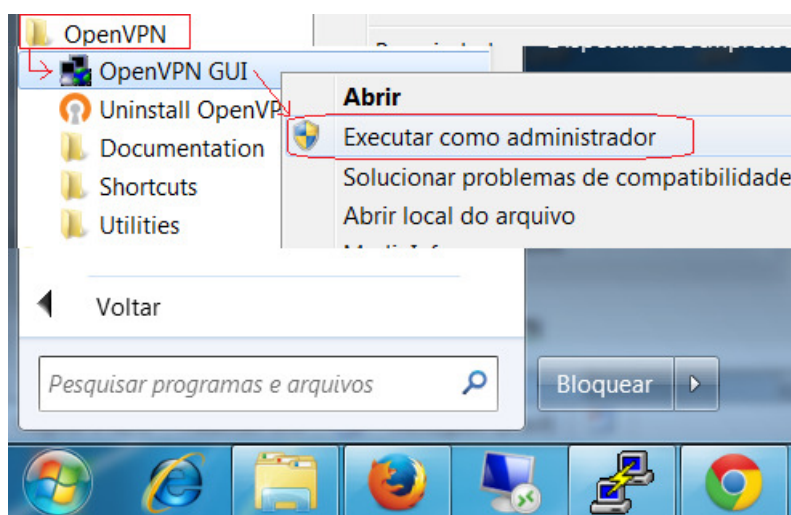 OpenVPN
OpenVPN GUI
Abrir
Uninstall OpenVP
Executar como administrador
Documentation
Solucionar problemas de compatibilidade
Shortcuts
Abrir local do arquivo
Utilities
Voltar
Pesquisar programas e arquivos
Bloquear